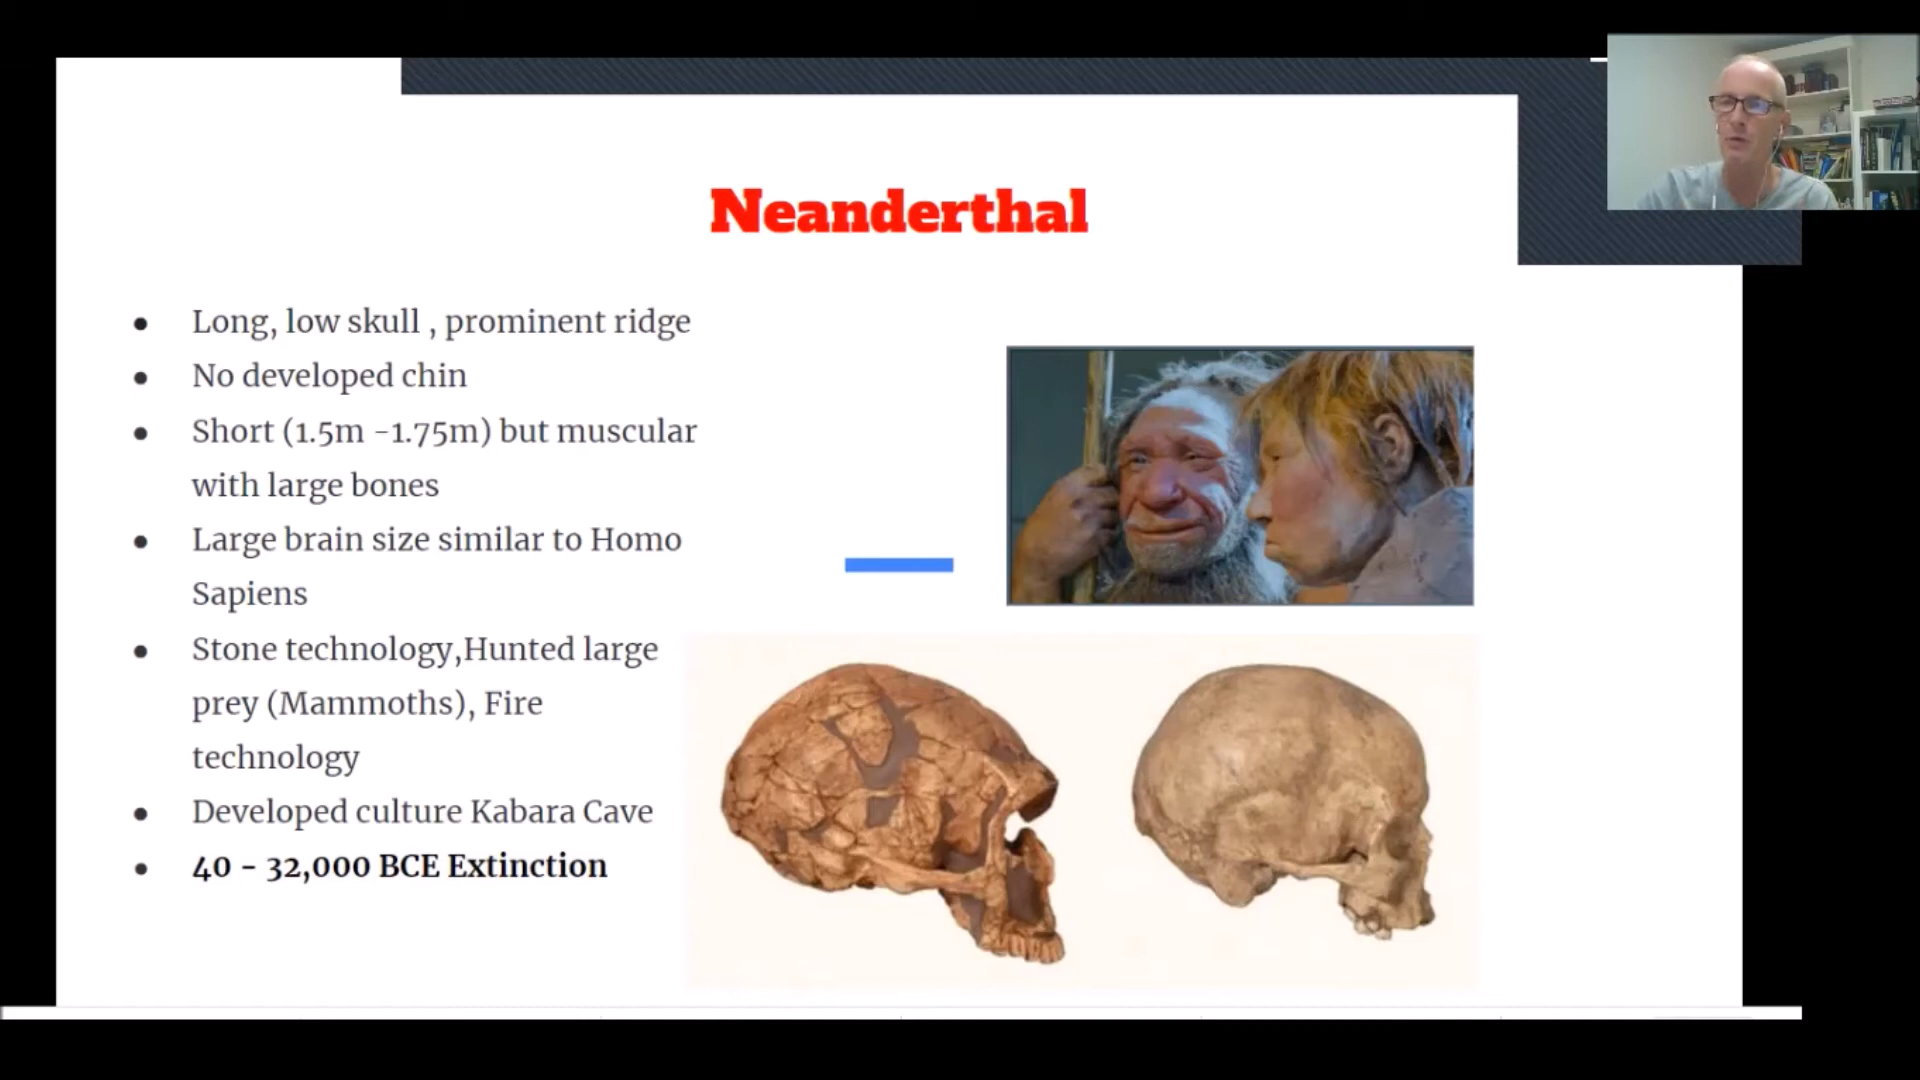 Neanderthal
● Long, low skull , prominent ridge
● No developed chin
● Short (1.5m -1.75m) but muscular
with large bones
● Large brain size similar to Homo
Sapiens
● Stone technology,Hunted large
prey (Mammoths), Fire
technology
● Developed culture Kabara Cave
● 40 - 32,000 BCE Extinction